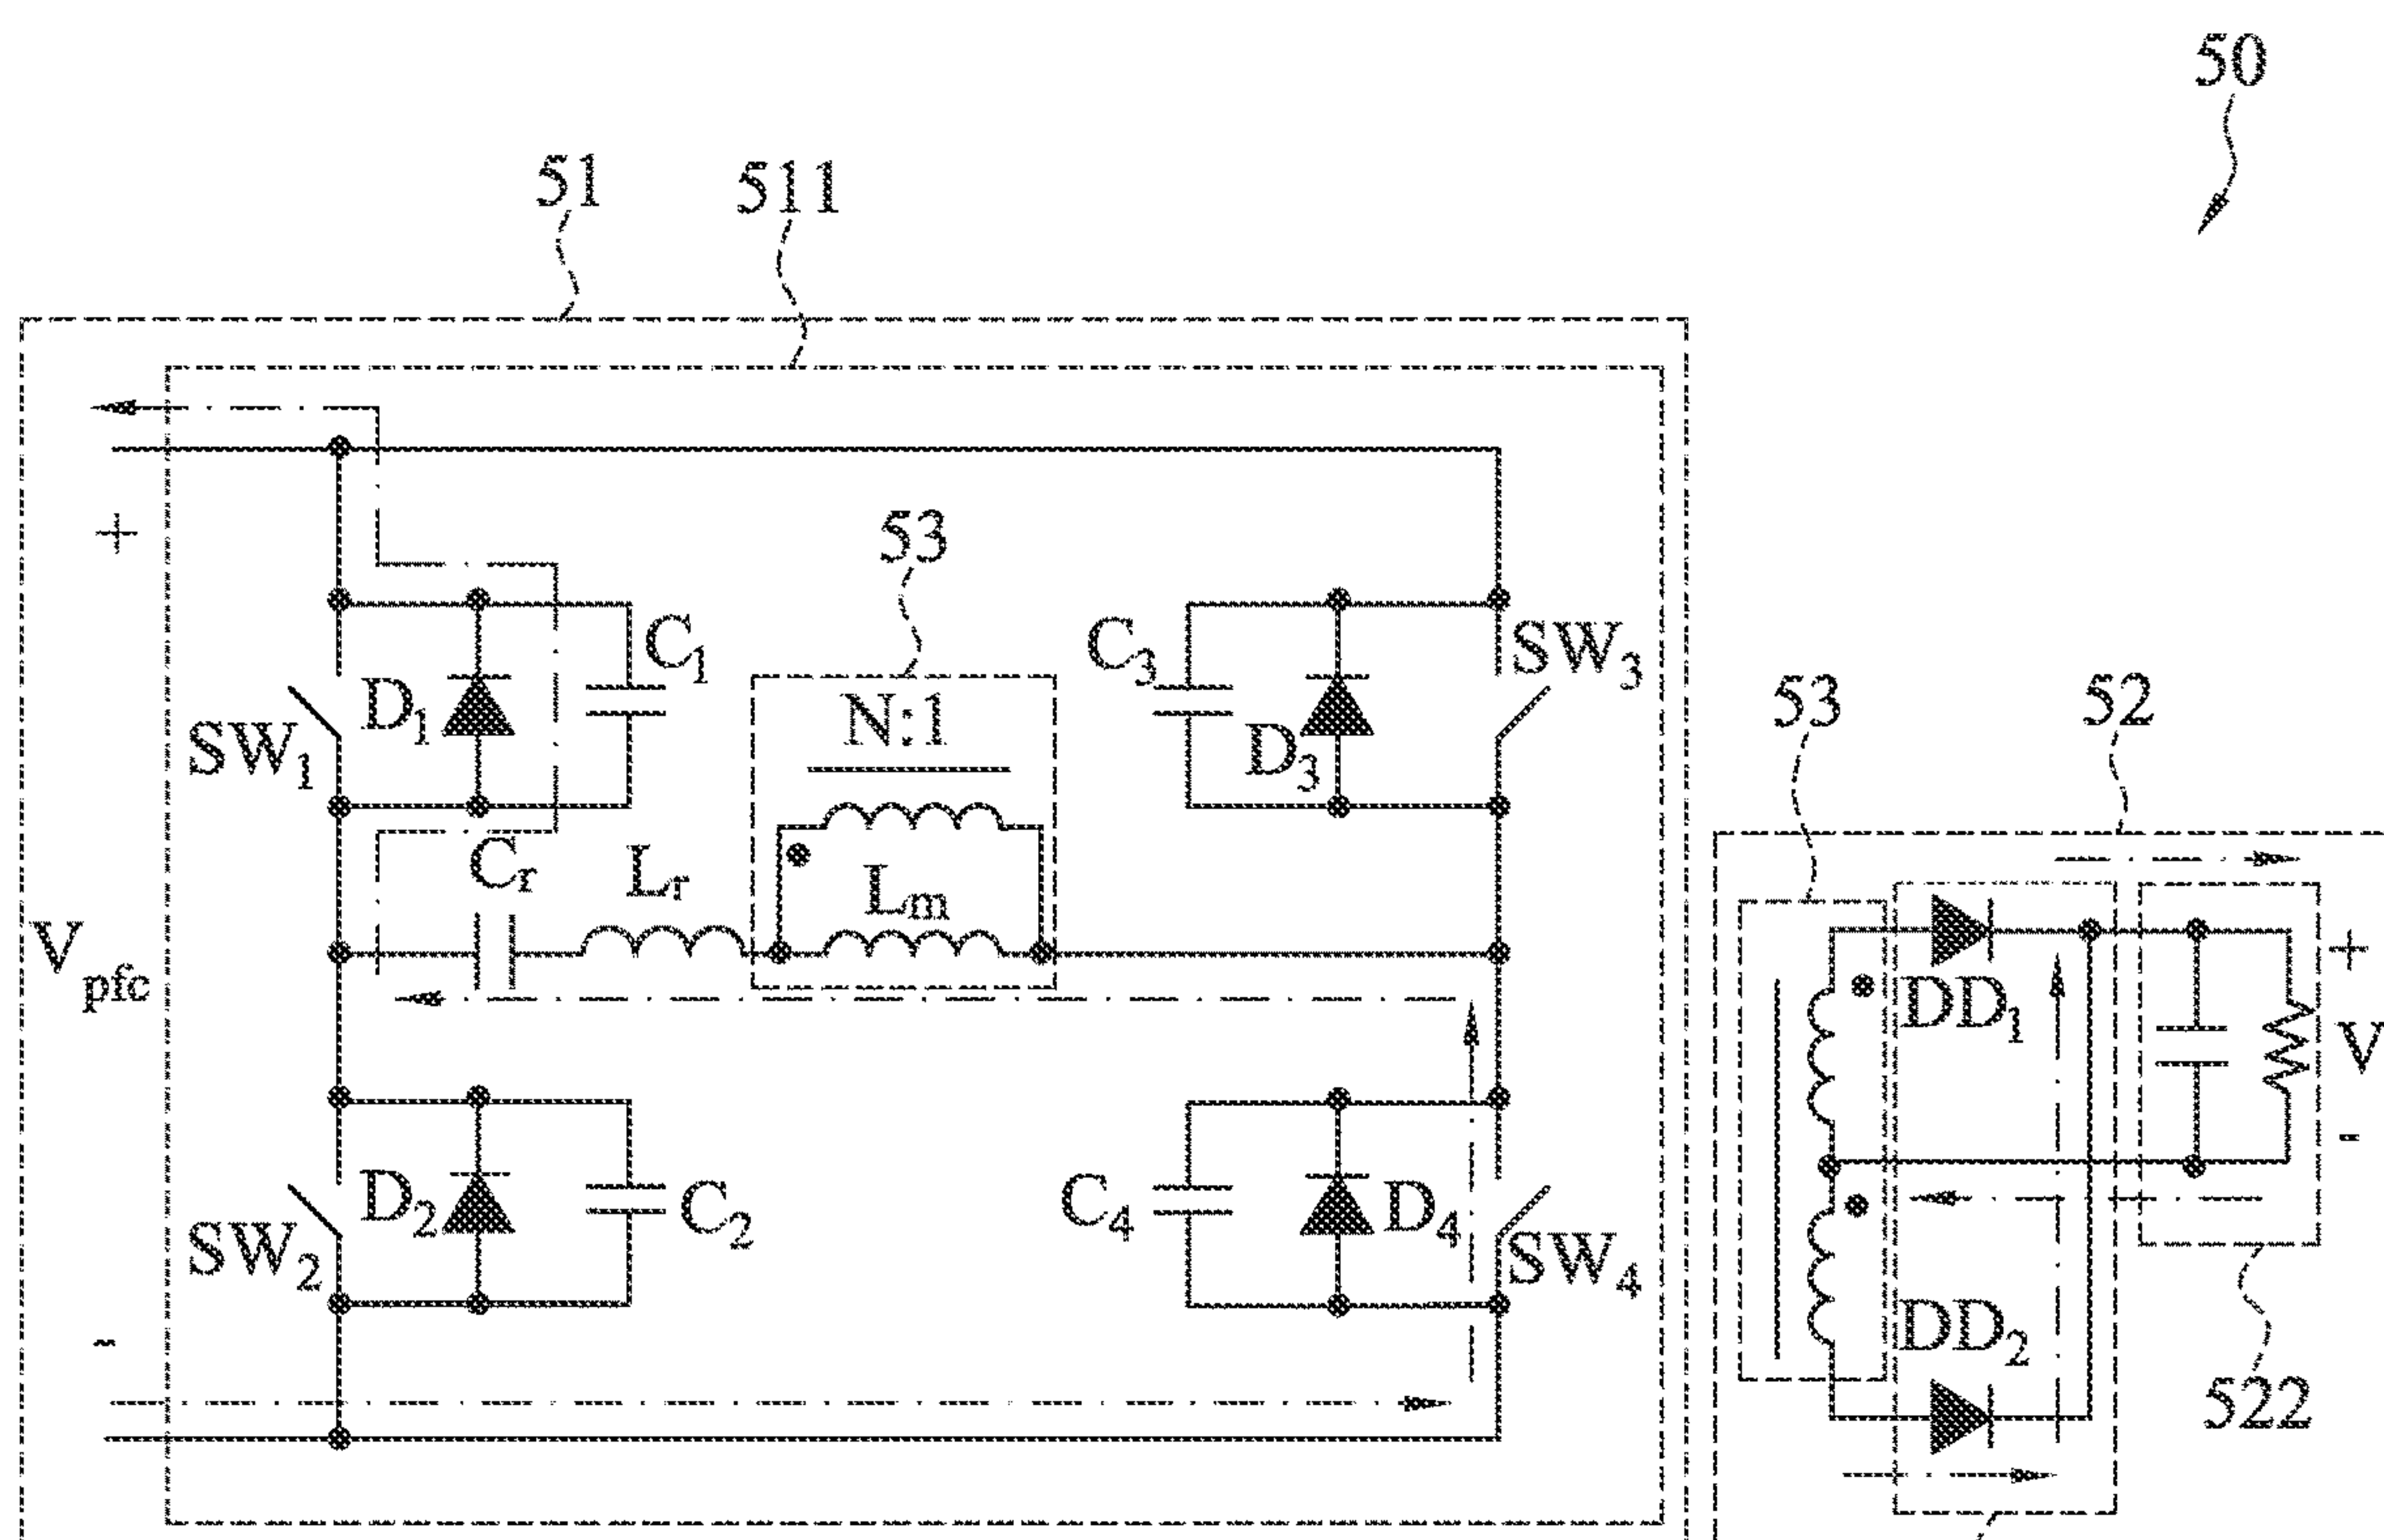 50
51
511
+
53
C1
C3
SW3
D1
N:1
SW1
D3
53
52
Cr
Lr
Lm
Vpfc
DD1
+
V
-
D2
C2
C4
D4
SW2
SW4
DD2
522
-